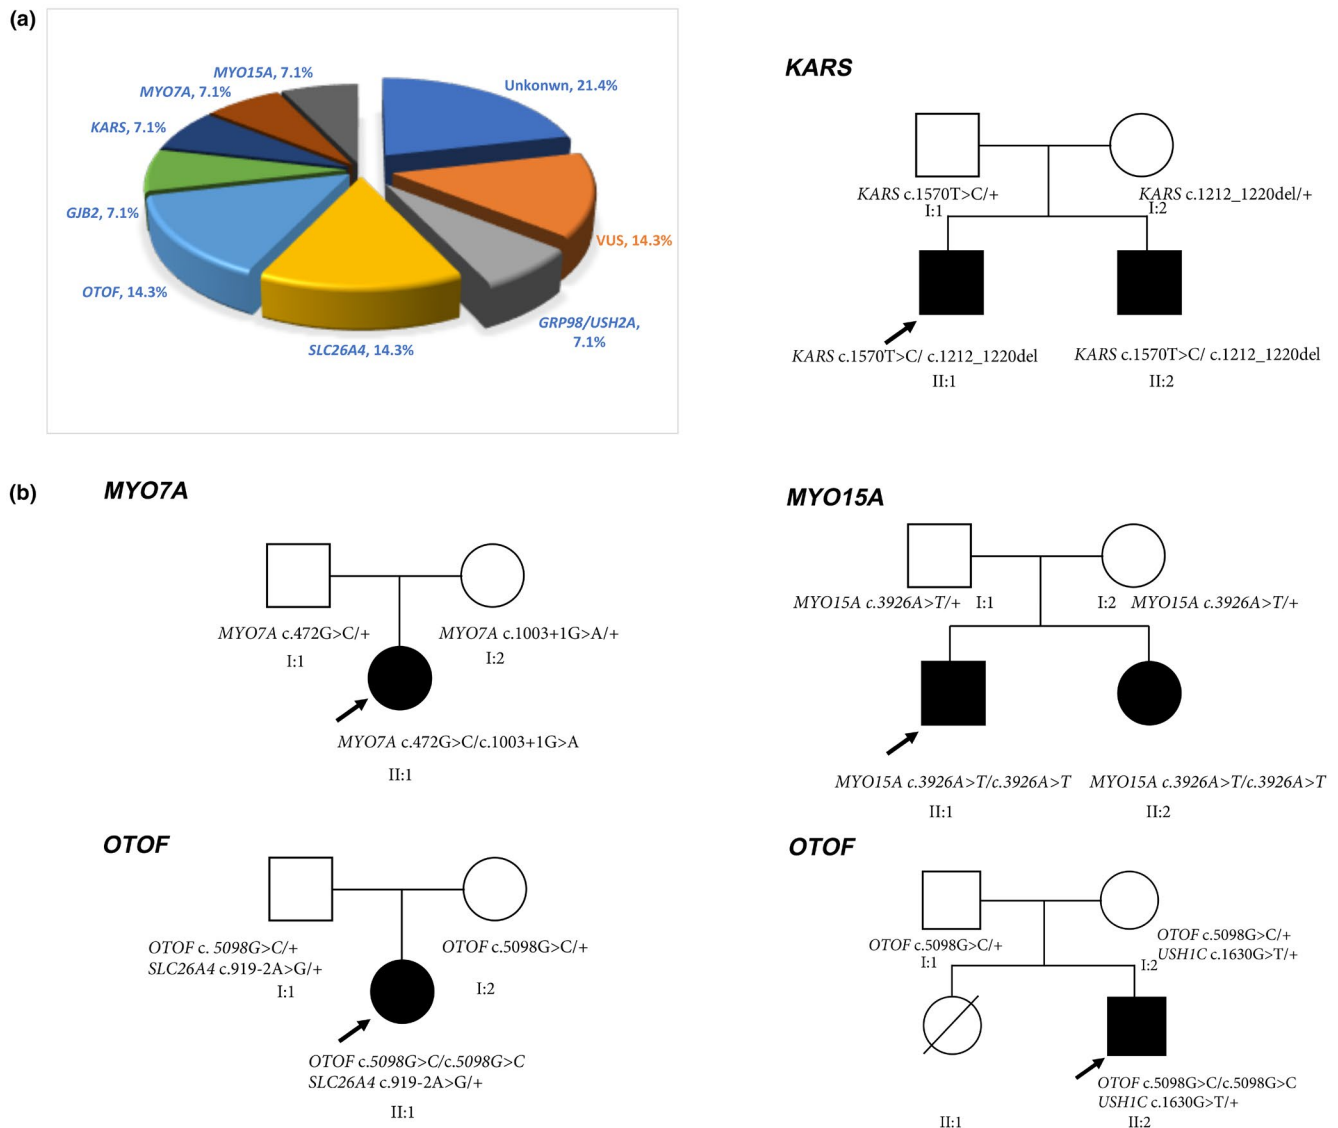 (a)
MYO15A, 7.1%
MYO7A, 7.1%
KARS, 7.1%
GJB2, 7.1%
OTOF, 14.3%
SLC26A4, 14.3%
GRP98/USH2A,
7.1%
VUS, 14.3%
Unkonwn, 21.4%
KARS
KARS c.1570T>C/+
I:1
KARS c.1212_1220del/+
I:2
KARS c.1570T>C/ c.1212_1220del
II:1
KARS c.1570T>C/ c.1212_1220del
II:2
(b)
MYO7A
MYO7A c.472G>C/+
I:1
MYO7A c.1003+1G>A/+
I:2
MYO7A c.472G>C/c.1003+1G>A
II:1
MYO15A
MYO15A c.3926A>T/+ I:1
I:2 MYO15A c.3926A>T/+
MYO15A c.3926A>T/c.3926A>T
II:1
MYO15A c.3926A>T/c.3926A>T
II:2
OTOF
OTOF c. 5098G>C/+
SLC26A4 c.919-2A>G/+
I:1
OTOF c.5098G>C/+
I:2
OTOF c.5098G>C/c.5098G>C
SLC26A4 c.919-2A>G/+
II:1
OTOF
OTOF c.5098G>C/+
I:1
OTOF c.5098G>C/+
USH1C c.1630G>T/+
I:2
II:1
OTOF c.5098G>C/c.5098G>C
USH1C c.1630G>T/+
II:2